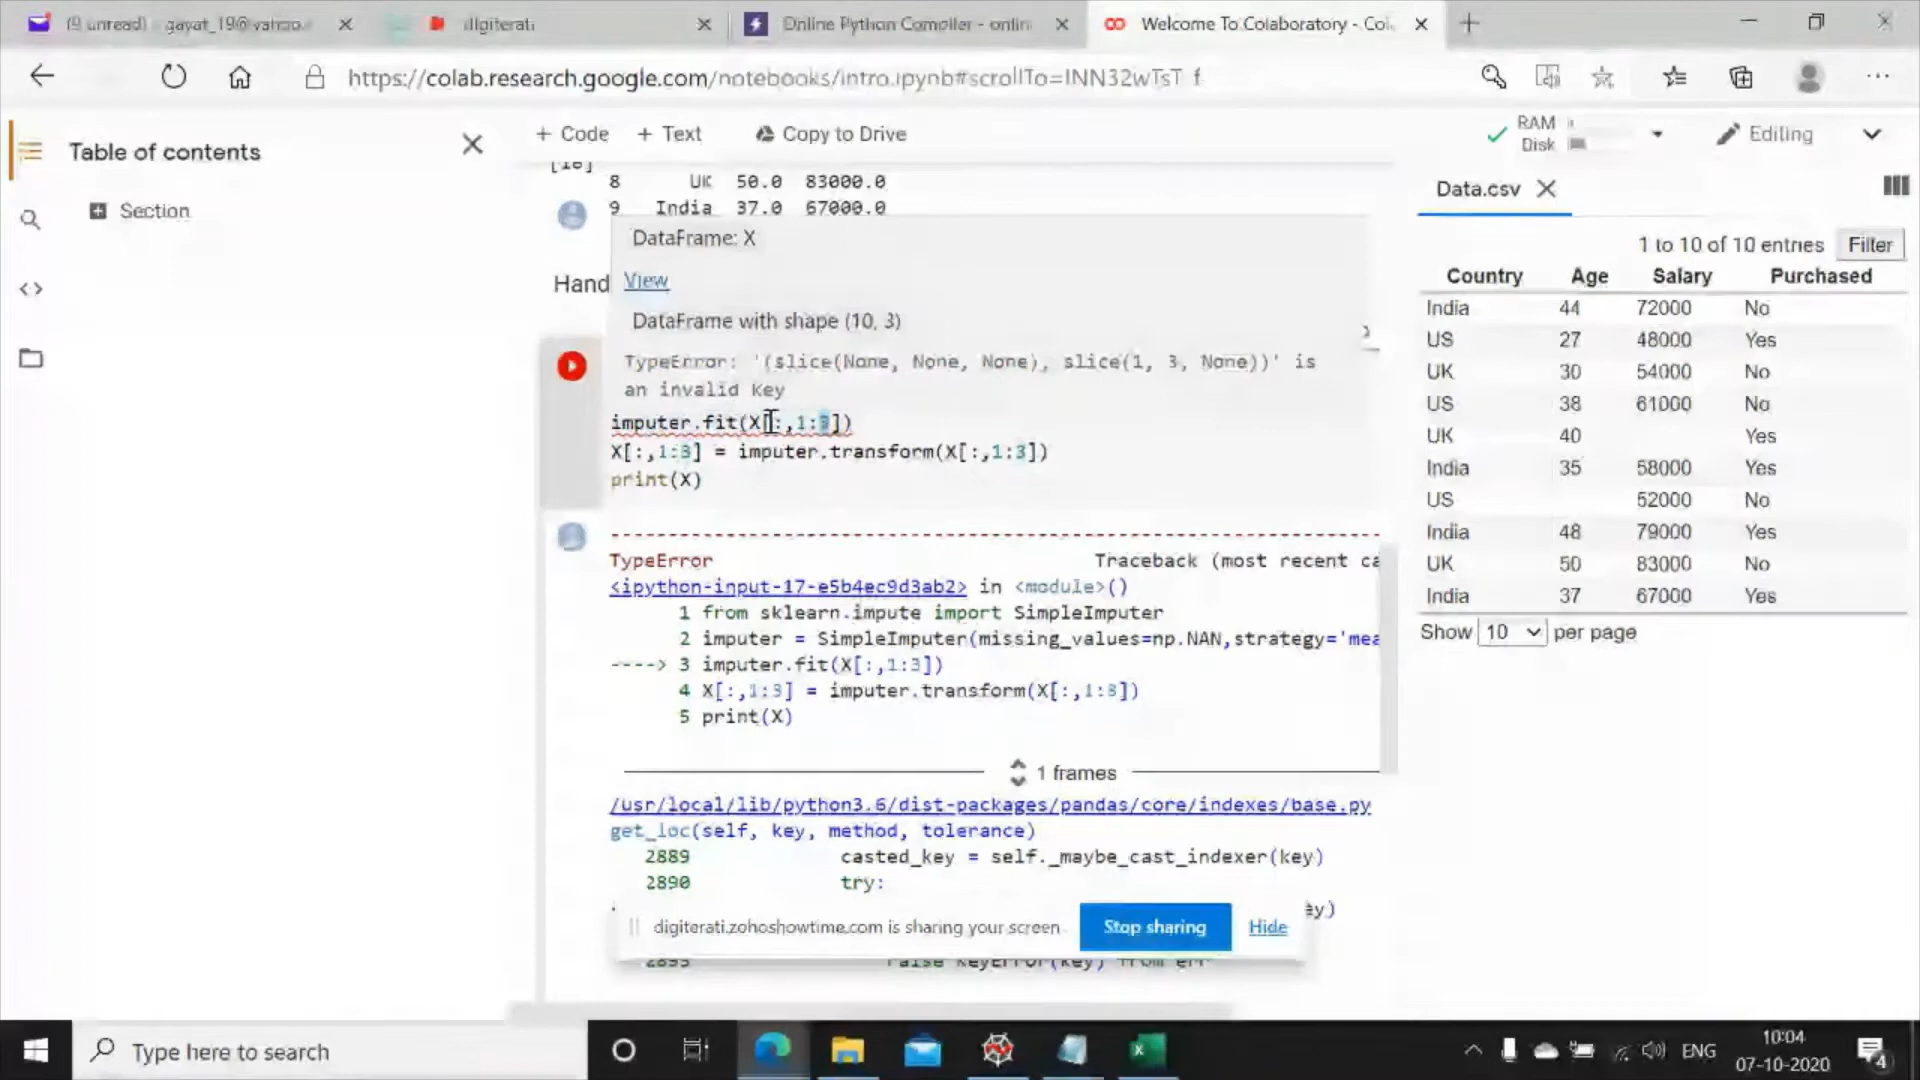 (9 unread) - gayat_19@yahoo.
digiterati
Online Python Compiler - onlin
Welcome To Colaboratory - Col
https://colab.research.google.com/notebooks/intro.ipynb#scrollTo=INN32wTsT f
Table of contents
Section
+ Code
+ Text
Copy to Drive
RAM
Disk
Editing
8 UK 50.0 83000.0
9 India 37.0 67000.0
Hand
DataFrame: X
View
DataFrame with shape (10, 3)
TypeError: '(slice(None, None, None), slice(1, 3, None))' is
an invalid key
imputer.fit(X[:,1:3])
X[:,1:3] = imputer.transform(X[:,1:3])
print(X)
TypeError Traceback (most recent ca
<ipython-input-17-e5b4ec9d3ab2> in <module>()
1 from sklearn.impute import SimpleImputer
2 imputer = SimpleImputer(missing_values=np.NAN,strategy='mea
----> 3 imputer.fit(X[:,1:3])
4 X[:,1:3] = imputer.transform(X[:,1:3])
5 print(X)
1 frames
/usr/local/lib/python3.6/dist-packages/pandas/core/indexes/base.py
get_loc(self, key, method, tolerance)
2889 casted_key = self._maybe_cast_indexer(key)
2890 try:
ey)
digiterati.zohoshowtime.com is sharing your screen
Stop sharing
Hide
Data.csv
1 to 10 of 10 entries
Filter
Country Age Salary Purchased
India 44 72000 No
US 27 48000 Yes
UK 30 54000 No
US 38 61000 No
UK 40 Yes
India 35 58000 Yes
US 52000 No
India 48 79000 Yes
UK 50 83000 No
India 37 67000 Yes
Show 10 per page
Type here to search
ENG
10:04
07-10-2020
4